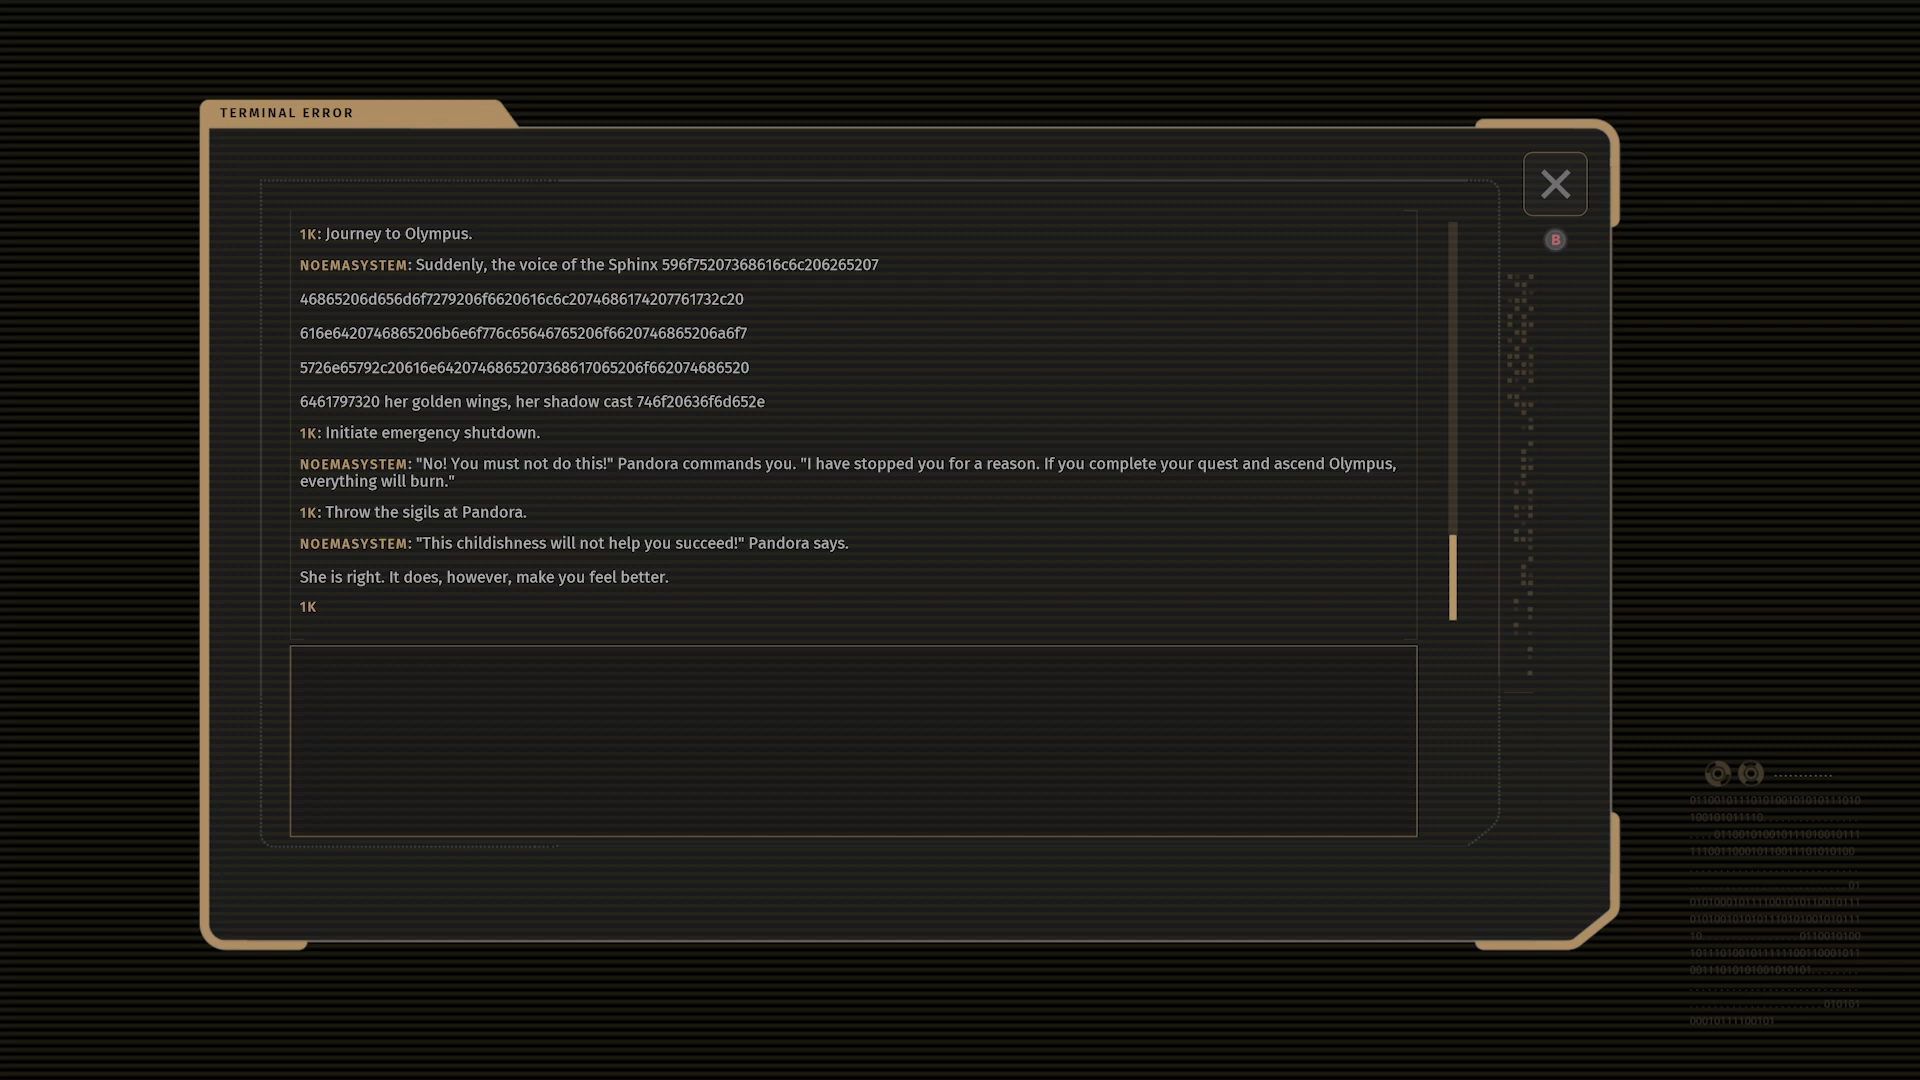 TERMINAL ERROR
1K: Journey to Olympus.
B
NOEMASYSTEM: Suddenly, the voice of the Sphinx 596f75207368616c6c206265207
46865206d656d6f7279206f6620616c6c2074686174207761732c20
616e6420746865206b6e6f776c65646765206f6620746865206a6f7
5726e65792c20616e6420746865207368617065206f662074686520
6461797320 her golden wings, her shadow cast 746f20636f6d652e
1K: Initiate emergency shutdown.
NOEMASYSTEM: "No! You must not do this!" Pandora commands you. "I have stopped you for a reason. If you complete your quest and ascend Olympus,
everything will burn."
1K: Throw the sigils at Pandora.
NOEMASYSTEM: "This childishness will not help you succeed!" Pandora says.
She is right. It does, however, make you feel better.
1K